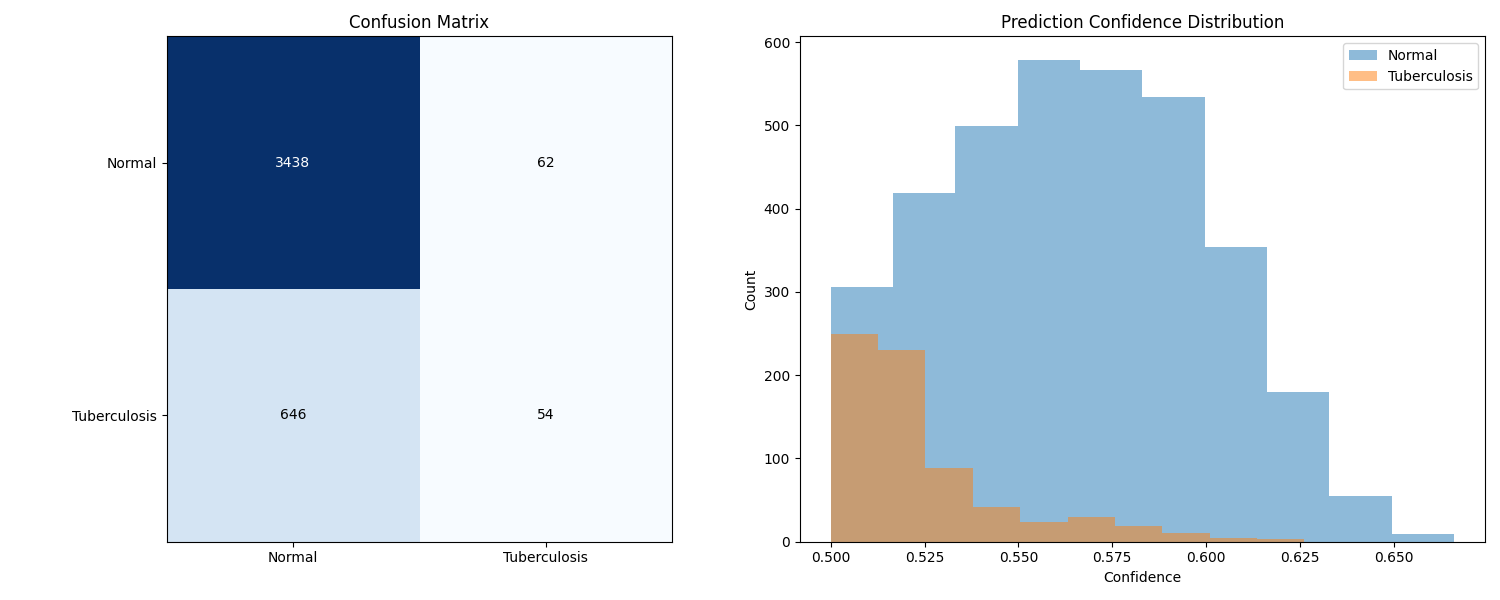 Confusion Matrix
Normal
Tuberculosis
3438
62
646
54
Normal
Tuberculosis
Prediction Confidence Distribution
Normal
Tuberculosis
Count
600
500
400
300
200
100
0
0.500
0.525
0.550
0.575
0.600
0.625
0.650
Confidence